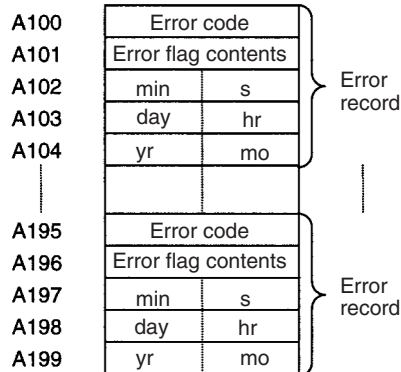 A100 Error code
A101 Error flag contents
A102 min s
A103 day hr
A104 yr mo
Error
record
A195 Error code
A196 Error flag contents
A197 min s
A198 day hr
A199 yr mo
Error
record